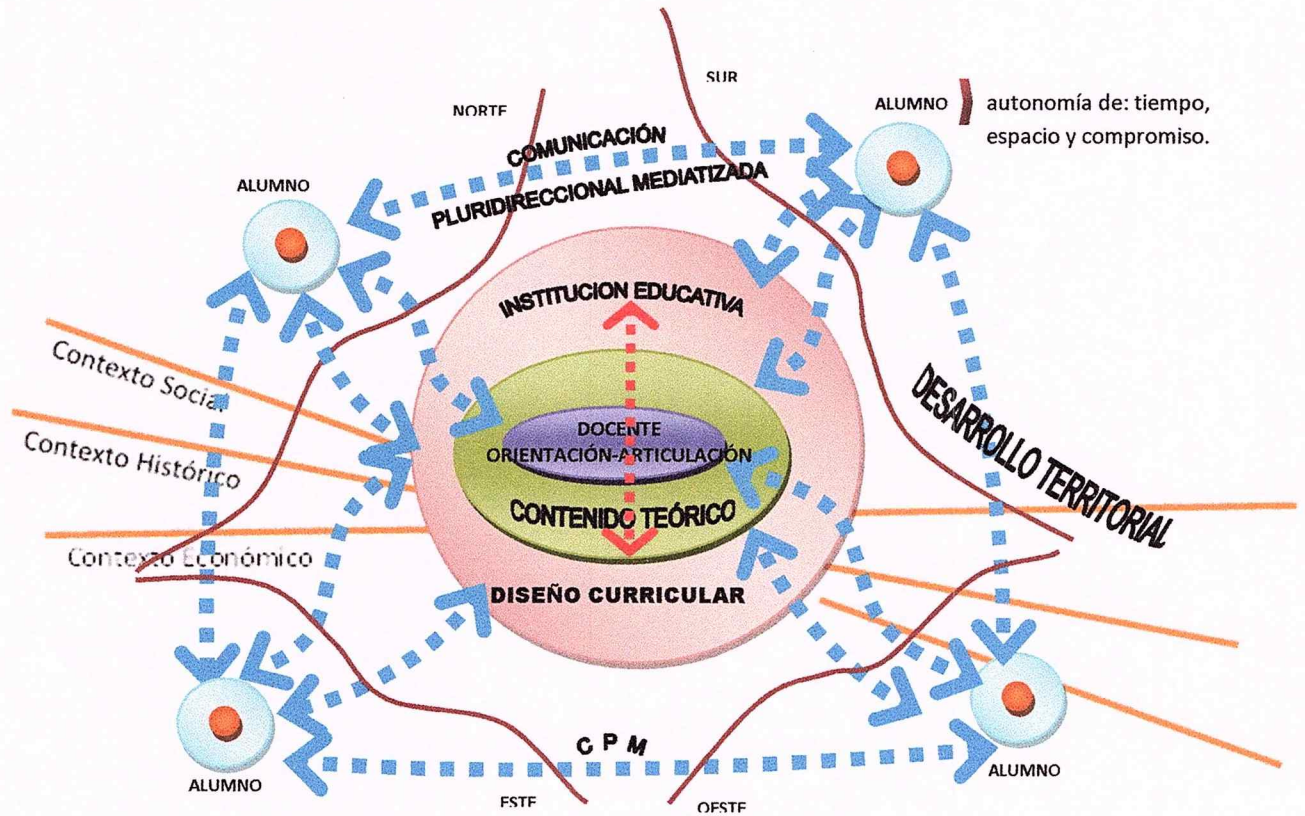 SUR
NORTE
ALUMNO
autonomía de: tiempo,
espacio y compromiso.
COMUNICACIÓN
PLURIDIRECCIONAL MEDIATIZADA
ALUMNO
INSTITUCION EDUCATIVA
Contexto Social
Contexto Histórico
Contexto Económico
DOCENTE
ORIENTACIÓN-ARTICULACIÓN
CONTENIDO TEÓRICO
DISEÑO CURRICULAR
DESARROLLO TERRITORIAL
CPM
ALUMNO
ALUMNO
ESTE
OESTE